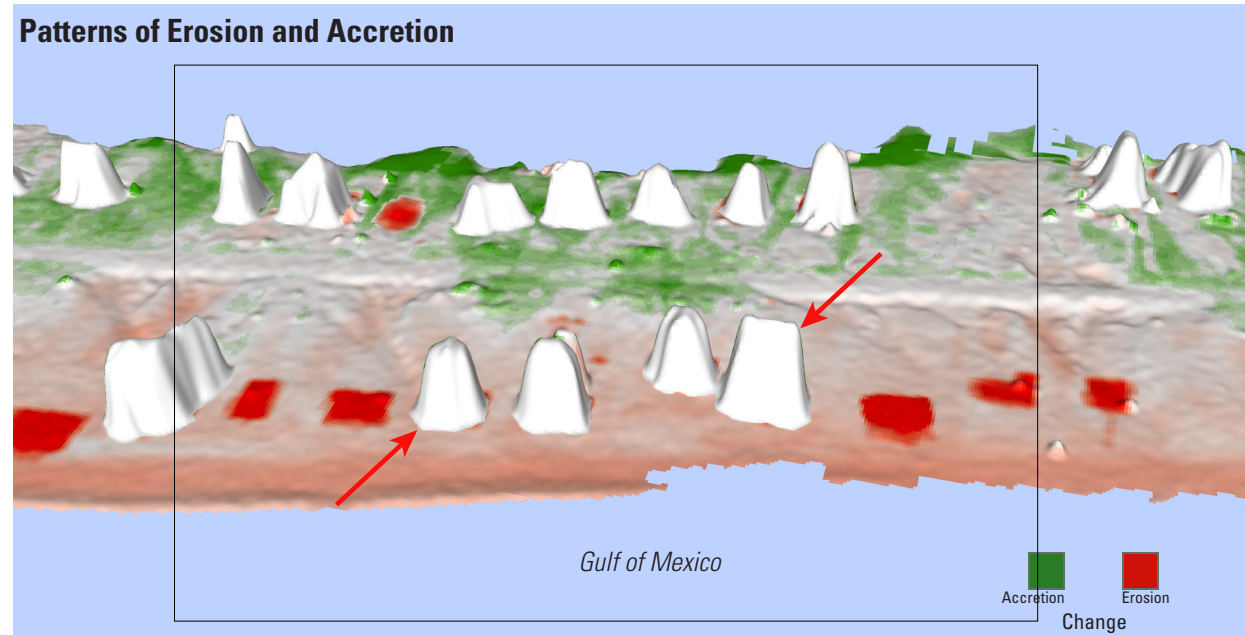 Patterns of Erosion and Accretion
Gulf of Mexico
Accretion
Erosion
Change